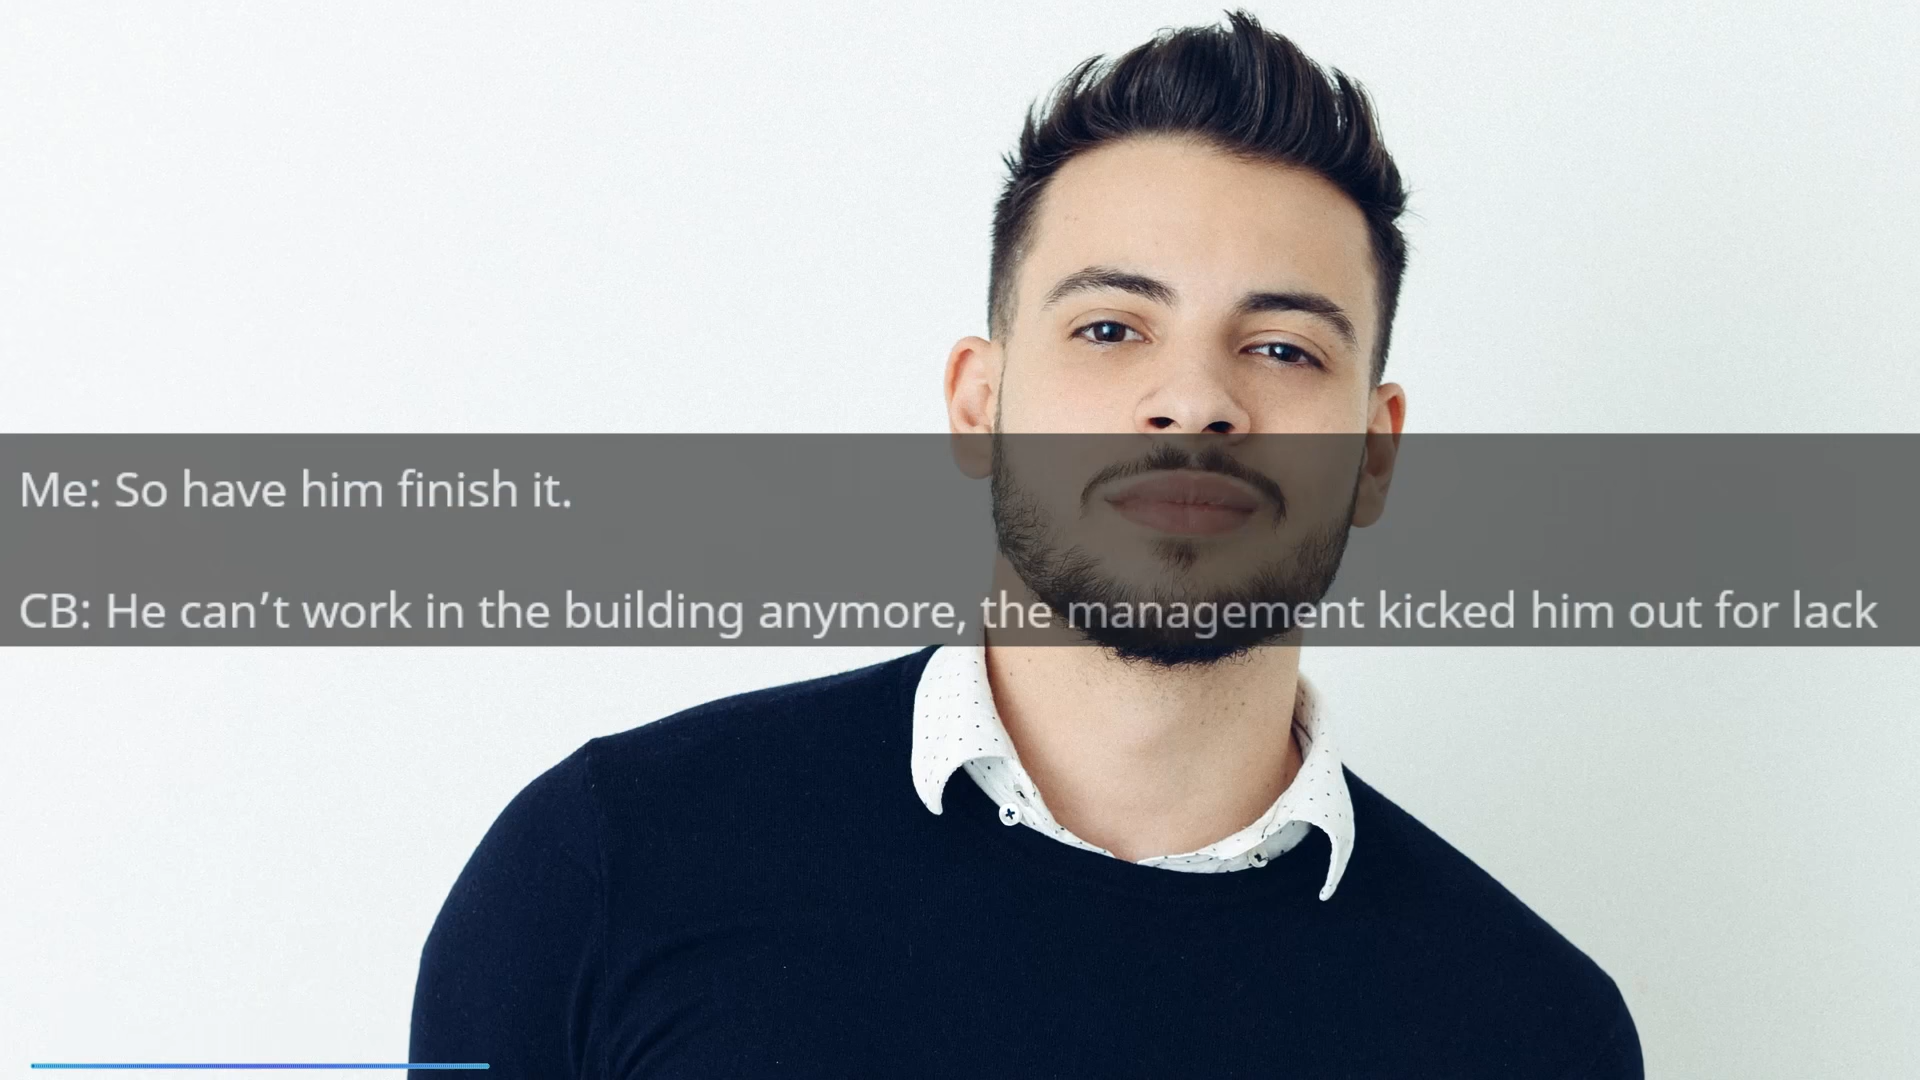 Me: So have him finish it.
CB: He can’t work in the building anymore, the management kicked him out for lack